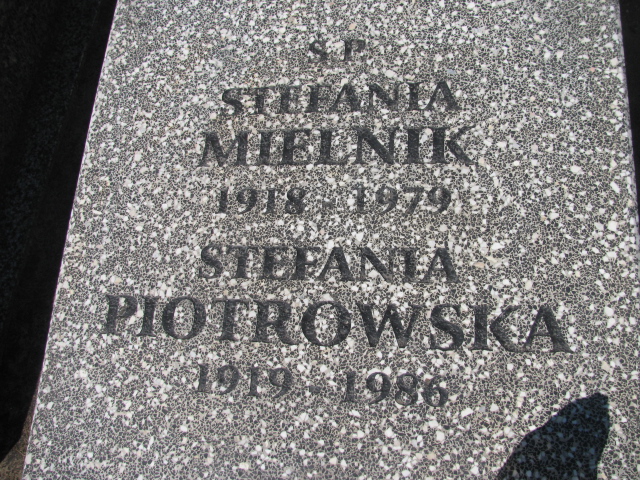 Ś.P.
STEFANIA
MIELNIK
1918 - 1979
STEFANIA
PIOTROWSKA
1919 - 1986